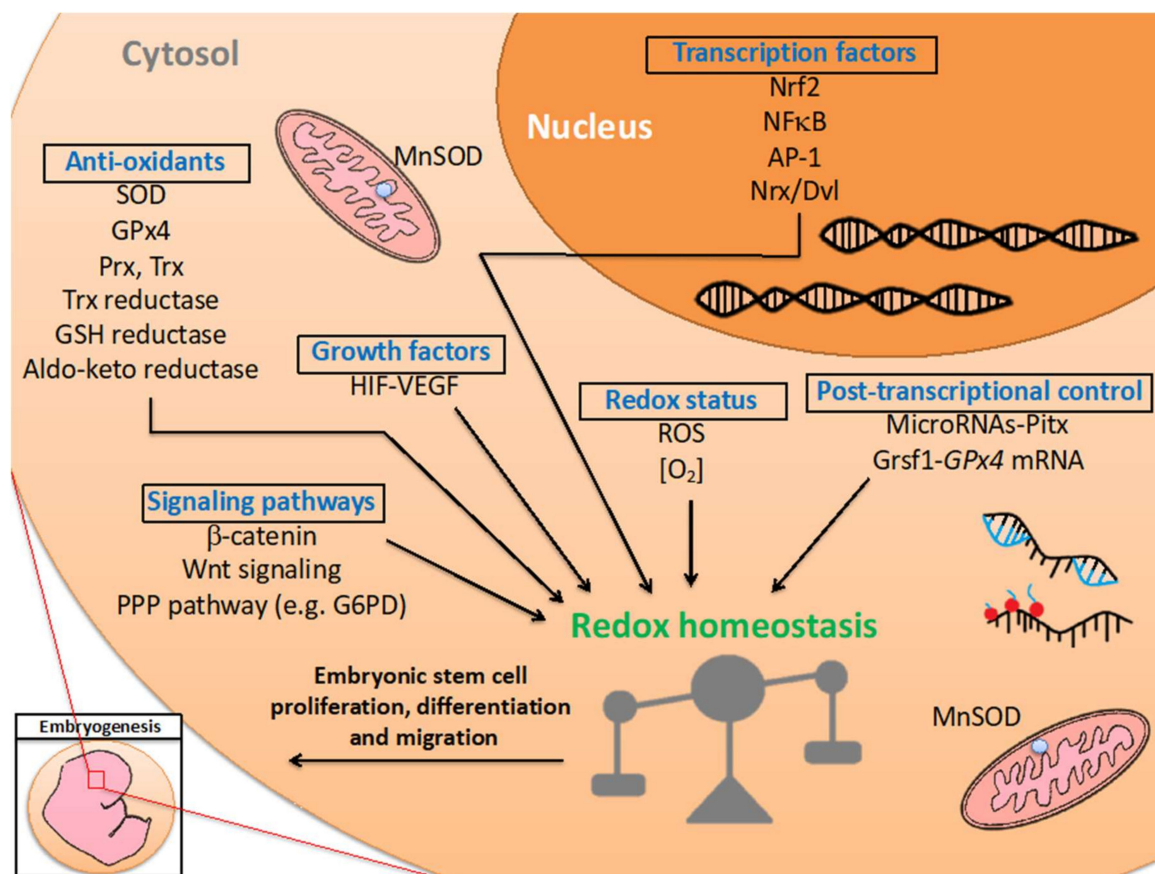 Cytosol
Transcription factors
Nrf2
NFκB
AP-1
Nrx/Dvl
Nucleus
MnSOD
Anti-oxidants
SOD
GPx4
Prx, Trx
Trx reductase
GSH reductase
Aldo-keto reductase
Growth factors
HIF-VEGF
Redox status
ROS
[O₂]
Post-transcriptional control
MicroRNAs-Pitx
Grsf1-GPx4 mRNA
Signaling pathways
β-catenin
Wnt signaling
PPP pathway (e.g. G6PD)
Redox homeostasis
Embryonic stem cell
proliferation, differentiation
and migration
MnSOD
Embryogenesis